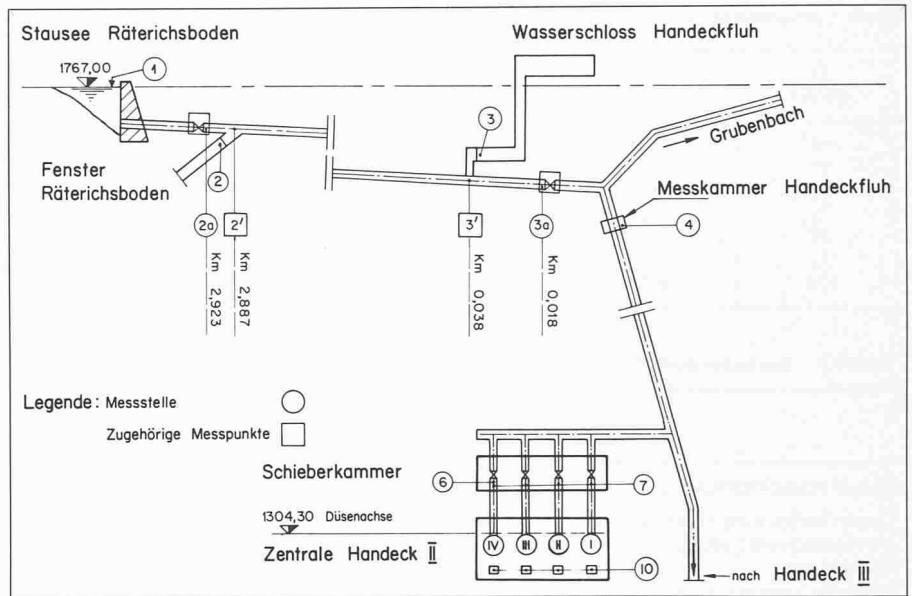 Stausee Räterichsboden
Wasserschloss Handeckfluh
1767,00
1
3
Grubenbach
Fenster
Räterichsboden
2
Messkammer Handeckfluh
2a
2'
3'
3a
4
Km 2,923
Km 2,887
Km 0,038
Km 0,018
Legende: Messstelle
Zugehörige Messpunkte
Schieberkammer
6
7
1304,30 Düsenachse
Zentrale Handeck II
IV
III
II
I
10
nach Handeck III